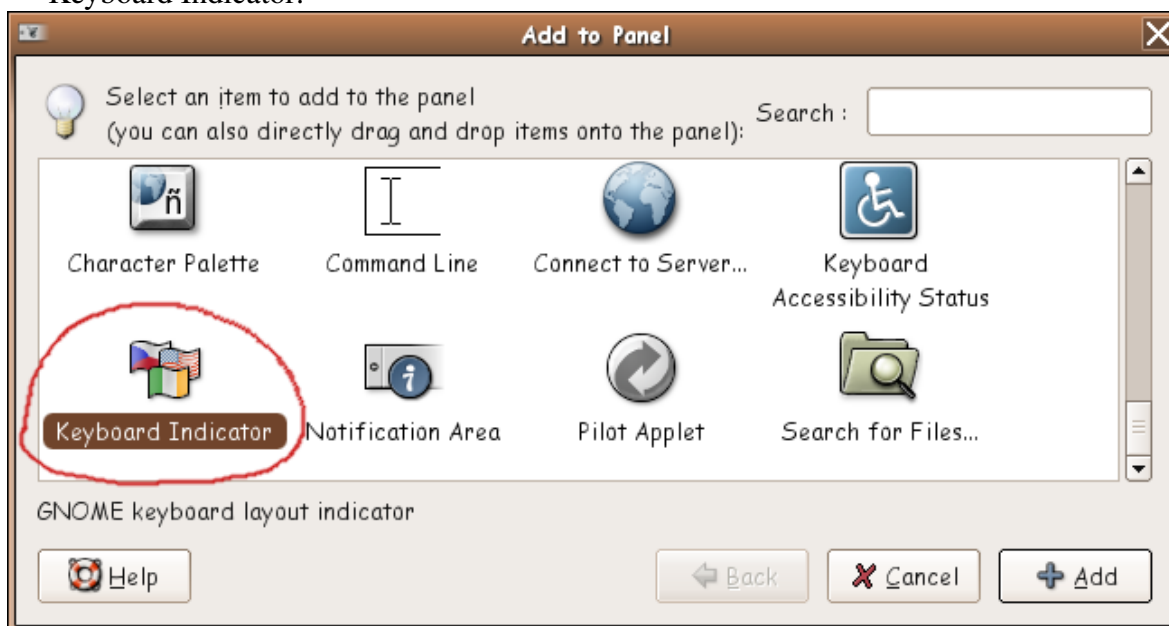 Keyboard Indicator.
Add to Panel
Select an item to add to the panel
(you can also directly drag and drop items onto the panel):
Search :
ñ
Character Palette
Command Line
Connect to Server...
Keyboard
Accessibility Status
Keyboard Indicator
Notification Area
Pilot Applet
Search for Files...
GNOME keyboard layout indicator
Help
Back
Cancel
Add